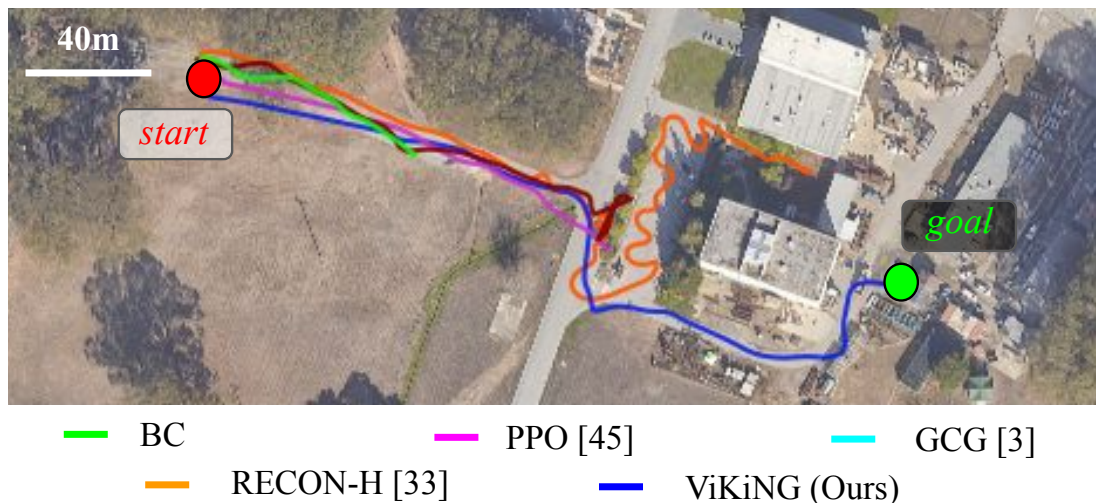 40m
start
goal
BC
PPO [45]
GCG [3]
RECON-H [33]
ViKiNG (Ours)